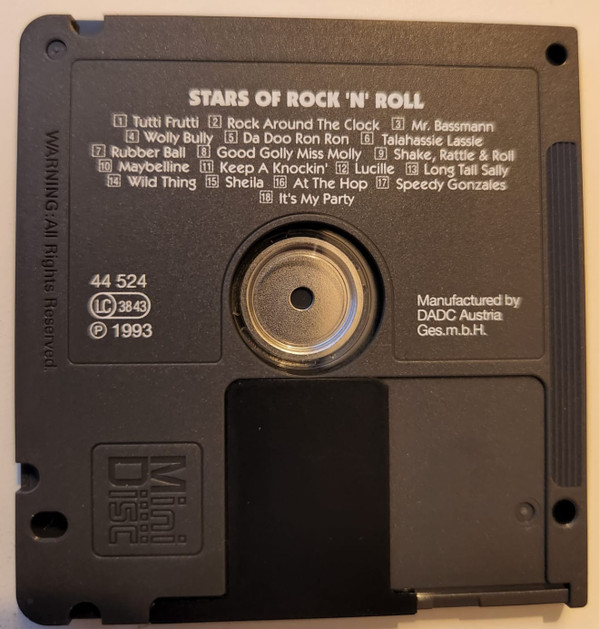 STARS OF ROCK 'N' ROLL
1 Tutti Frutti 2 Rock Around The Clock 3 Mr. Bassmann
4 Wolly Bully 5 Da Doo Ron Ron 6 Talahassie Lassie
7 Rubber Ball 8 Good Golly Miss Molly 9 Shake, Rattle & Roll
10 Maybelline 11 Keep A Knockin' 12 Lucille 13 Long Tall Sally
14 Wild Thing 15 Sheila 16 At The Hop 17 Speedy Gonzales
18 It's My Party
WARNING: All Rights Reserved.
44 524
LC 3843
℗ 1993
Manufactured by
DADC Austria
Ges.m.b.H.
Mini
Disc